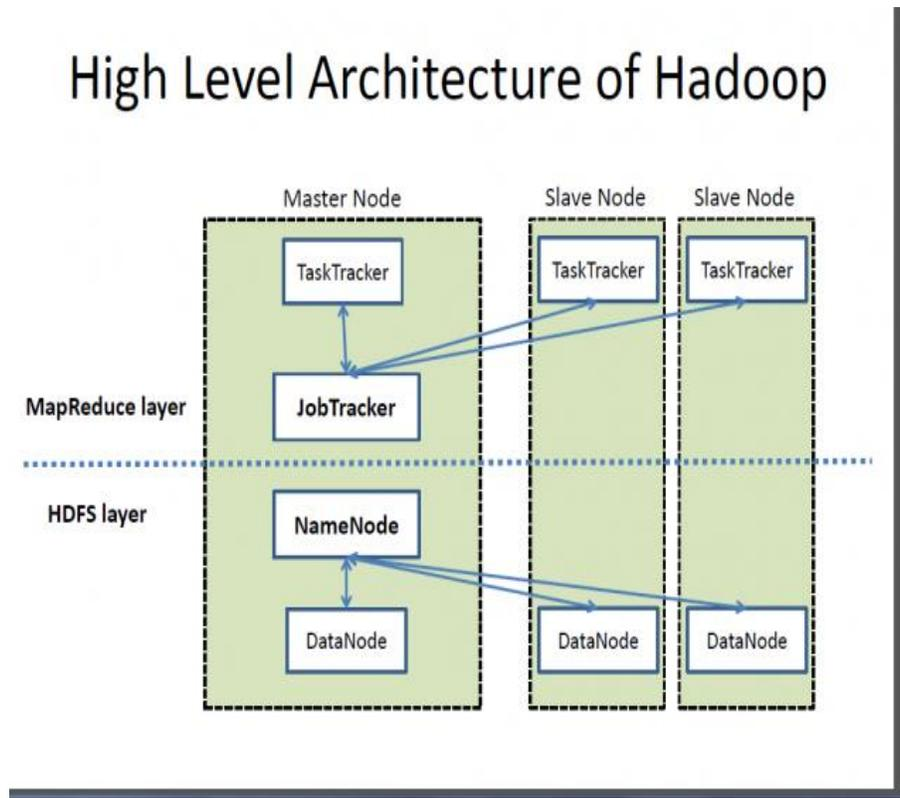 High Level Architecture of Hadoop
Master Node
Slave Node
Slave Node
TaskTracker
TaskTracker
TaskTracker
MapReduce layer
JobTracker
HDFS layer
NameNode
DataNode
DataNode
DataNode